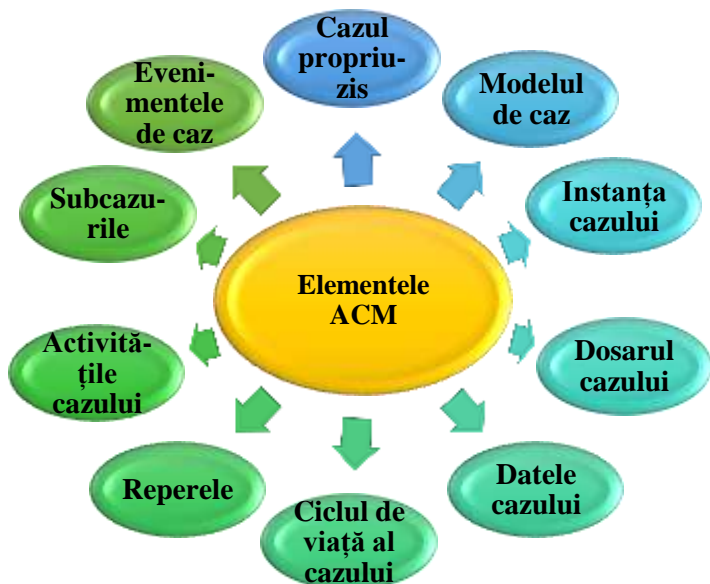 Cazul
propriu-
zis
Modelul
de caz
Instanța
cazului
Dosarul
cazului
Datele
cazului
Ciclul de
viață al
cazului
Reperele
Activită-
țile
cazului
Subcazu-
rile
Eveni-
mentele
de caz
Elementele
ACM